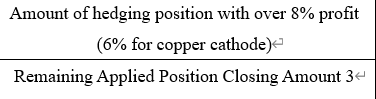 Amount of hedging position with over 8% profit
(6% for copper cathode)
Remaining Applied Position Closing Amount 3